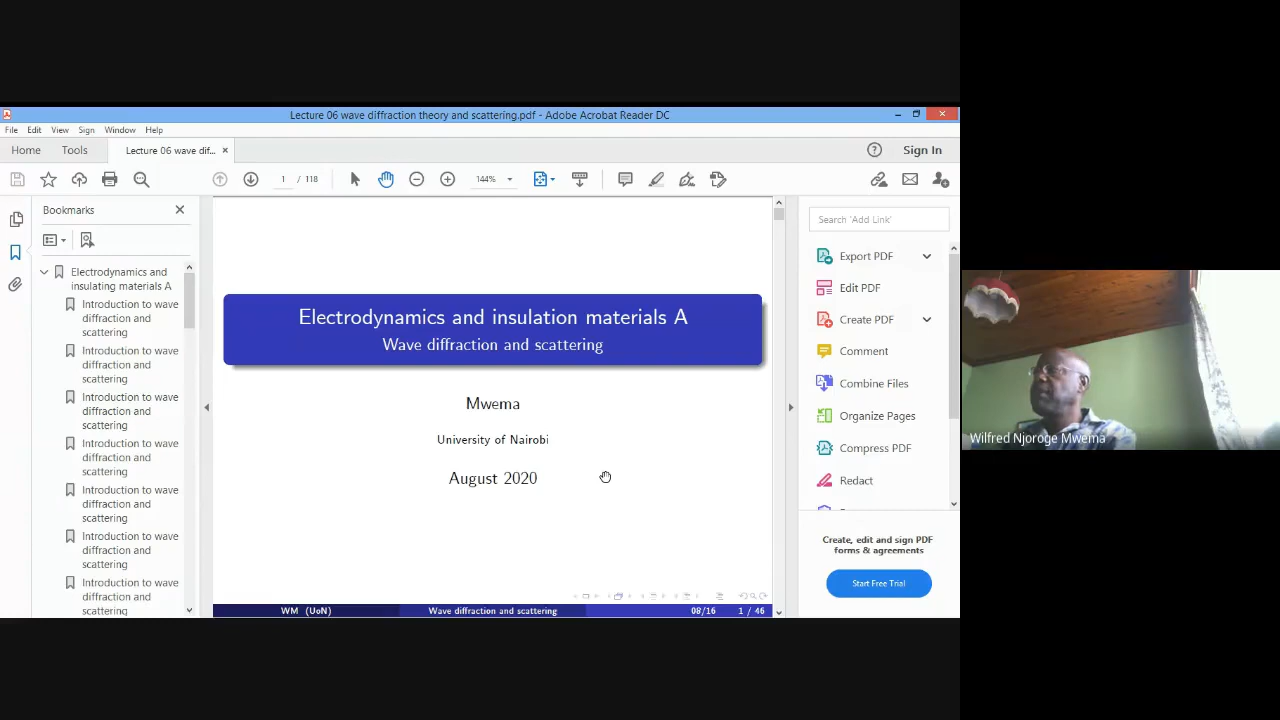 Lecture 06 wave diffraction theory and scattering.pdf - Adobe Acrobat Reader DC
File Edit View Sign Window Help
Home Tools Lecture 06 wave dif... Sign In
1 / 118 144%
Bookmarks
Electrodynamics and
insulating materials A
Introduction to wave
diffraction and
scattering
Introduction to wave
diffraction and
scattering
Introduction to wave
diffraction and
scattering
Introduction to wave
diffraction and
scattering
Introduction to wave
diffraction and
scattering
Introduction to wave
diffraction and
scattering
Introduction to wave
diffraction and
scattering
Electrodynamics and insulation materials A
Wave diffraction and scattering
Mwema
University of Nairobi
August 2020
WM (UoN) Wave diffraction and scattering 08/16 1 / 46
Search 'Add Link'
Export PDF
Edit PDF
Create PDF
Comment
Combine Files
Organize Pages
Compress PDF
Redact
Create, edit and sign PDF
forms & agreements
Start Free Trial
Wilfred Njoroge Mwema